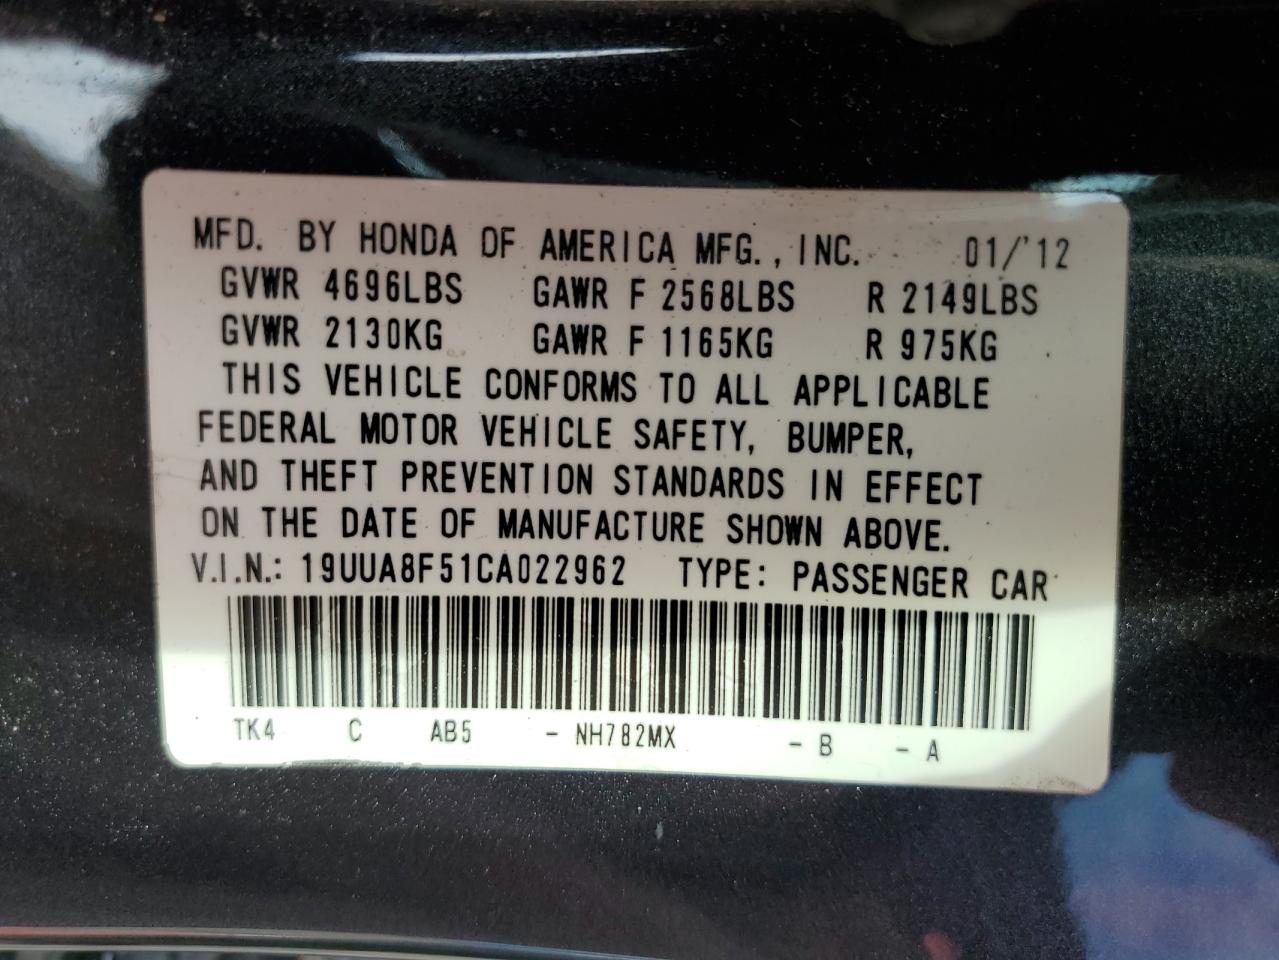 MFD. BY HONDA OF AMERICA MFG., INC. 01/'12
GVWR 4696LBS GAWR F 2568LBS R 2149LBS
GVWR 2130KG GAWR F 1165KG R 975KG
THIS VEHICLE CONFORMS TO ALL APPLICABLE
FEDERAL MOTOR VEHICLE SAFETY, BUMPER,
AND THEFT PREVENTION STANDARDS IN EFFECT
ON THE DATE OF MANUFACTURE SHOWN ABOVE.
V.I.N.: 19UUA8F51CA022962 TYPE: PASSENGER CAR
TK4 C AB5 - NH782MX - B - A